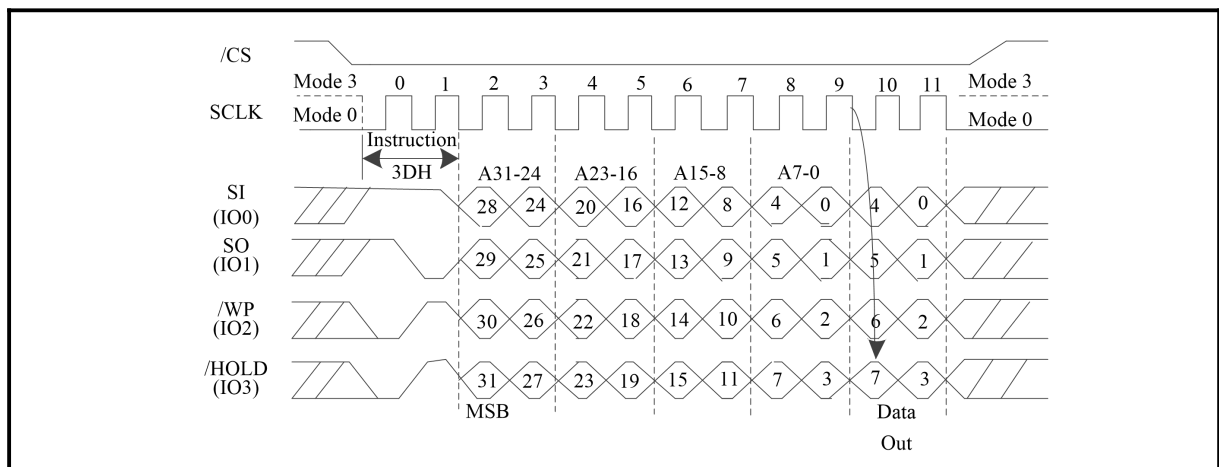 /CS
Mode 3 0 1 2 3 4 5 6 7 8 9 10 11 Mode 3
SCLK Mode 0 Mode 0
Instruction
3DH A31-24 A23-16 A15-8 A7-0
SI
(IO0) 28 24 20 16 12 8 4 0 4 0
SO
(IO1) 29 25 21 17 13 9 5 1 5 1
/WP
(IO2) 30 26 22 18 14 10 6 2 6 2
/HOLD
(IO3) 31 27 23 19 15 11 7 3 7 3
MSB Data
Out